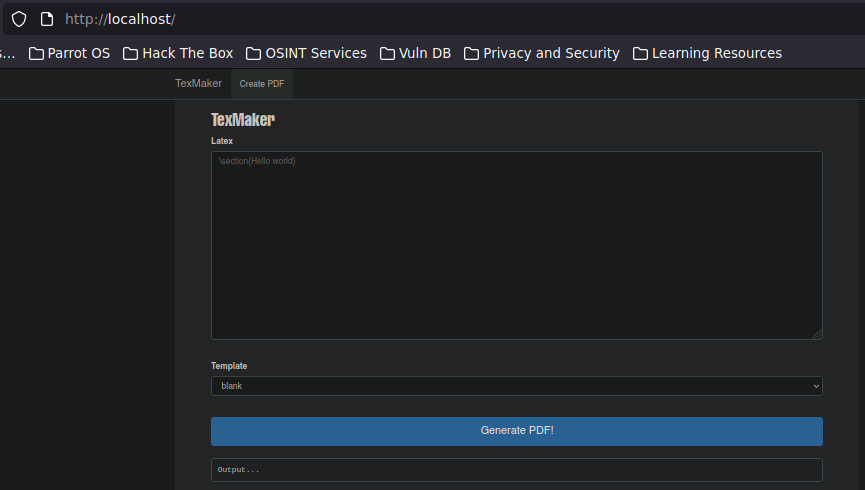 http://localhost/
s... Parrot OS Hack The Box OSINT Services Vuln DB Privacy and Security Learning Resources
TexMaker Create PDF
TexMaker
Latex
\section{Hello world}
Template
blank
Generate PDF!
Output...